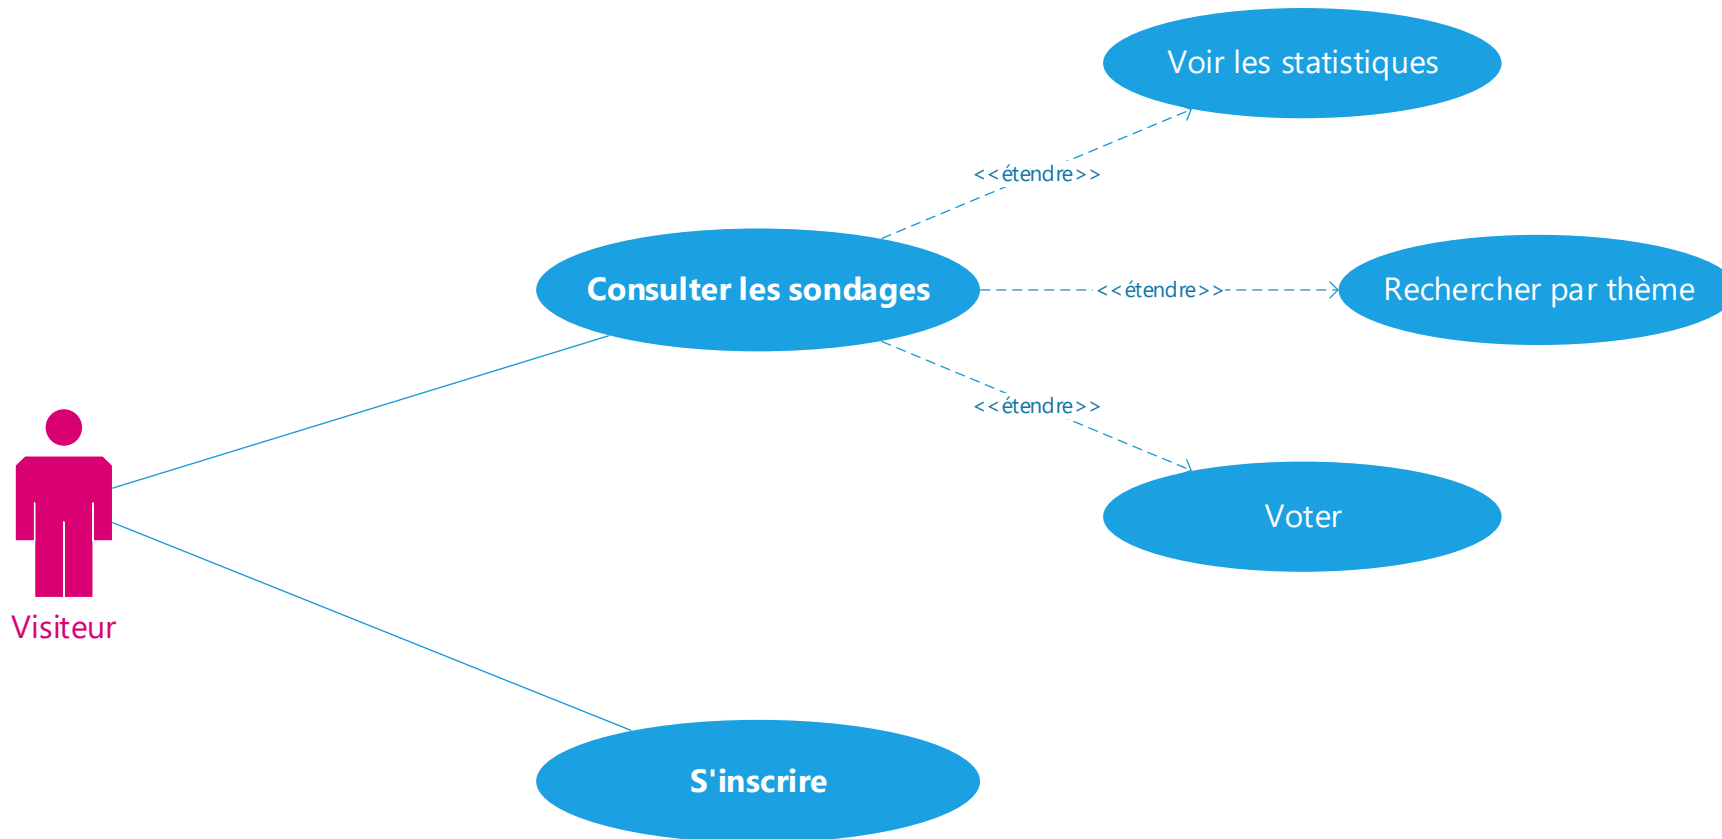 Voir les statistiques
<<étendre>>
Consulter les sondages
<<étendre>>
Rechercher par thème
<<étendre>>
Voter
Visiteur
S'inscrire